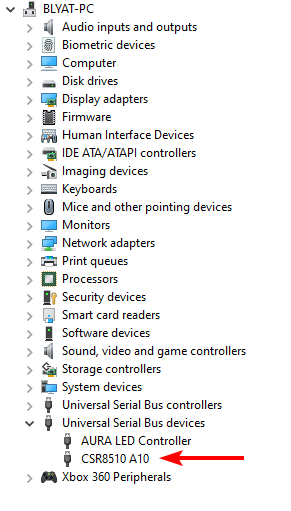 BLYAT-PC
Audio inputs and outputs
Biometric devices
Computer
Disk drives
Display adapters
Firmware
Human Interface Devices
IDE ATA/ATAPI controllers
Imaging devices
Keyboards
Mice and other pointing devices
Monitors
Network adapters
Print queues
Processors
Security devices
Smart card readers
Software devices
Sound, video and game controllers
Storage controllers
System devices
Universal Serial Bus controllers
Universal Serial Bus devices
AURA LED Controller
CSR8510 A10
Xbox 360 Peripherals